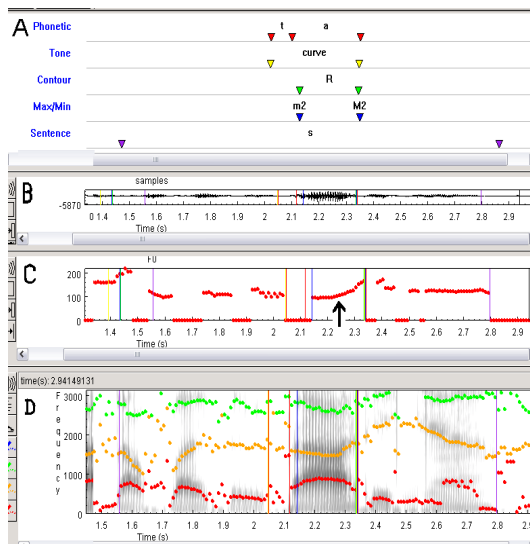 A
Phonetic t a
Tone curve
Contour R
Max/Min m2 M2
Sentence s
B
samples
-5870
0 1.4 1.5 1.6 1.7 1.8 1.9 2 2.1 2.2 2.3 2.4 2.5 2.6 2.7 2.8 2.9
Time (s)
C
F0
200
100
0
1.4 1.5 1.6 1.7 1.8 1.9 2 2.1 2.2 2.3 2.4 2.5 2.6 2.7 2.8 2.9
Time (s)
time(s): 2.94149131
D
Frequency
3000
2000
1000
0
1.5 1.6 1.7 1.8 1.9 2 2.1 2.2 2.3 2.4 2.5 2.6 2.7 2.8 2.9
Time (s)